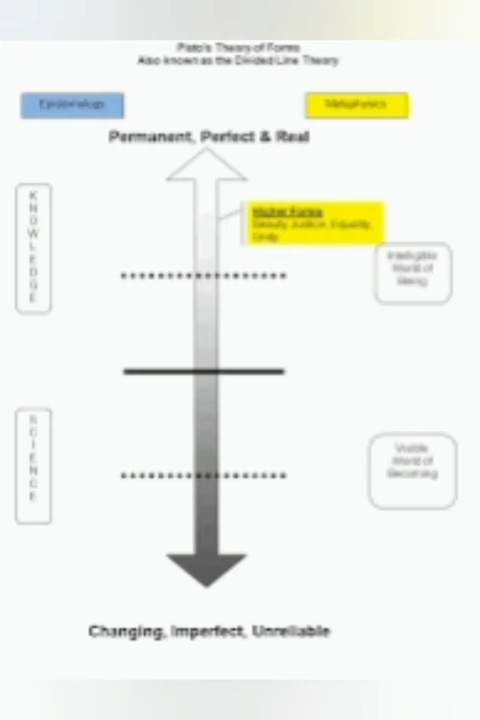 Plato's Theory of Forms
Also known as the Divided Line Theory
Metaphysics
Permanent, Perfect & Real
KNOWLEDGE
Higher Forms
Beauty, Justice, Equality,
Unity
Intelligible
World of
Being
SCIENCE
Visible
World of
Becoming
Changing, Imperfect, Unreliable